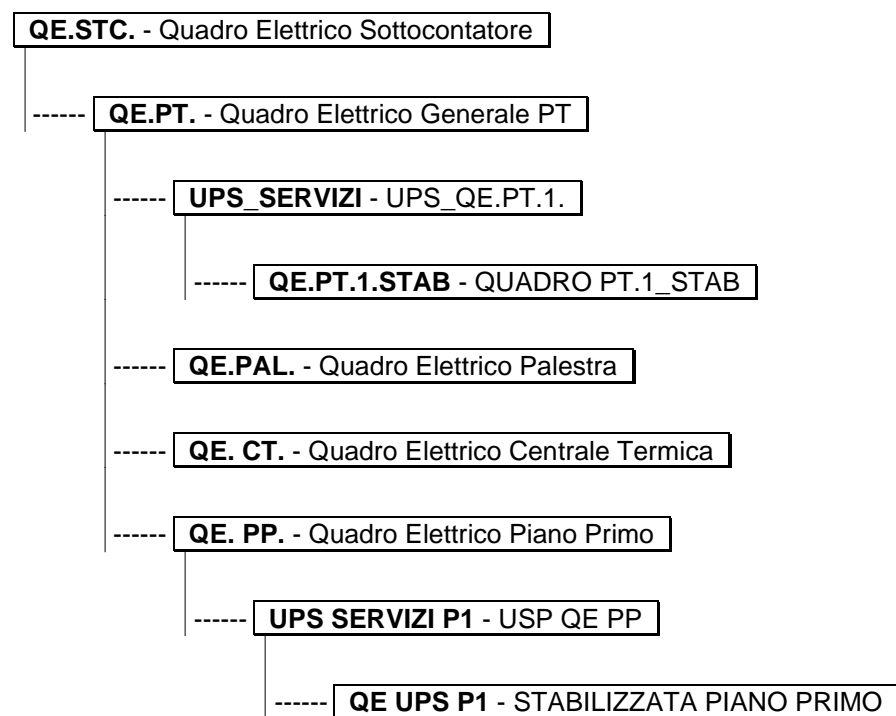 QE.STC. - Quadro Elettrico Sottocontatore
------ QE.PT. - Quadro Elettrico Generale PT
------ UPS_SERVIZI - UPS_QE.PT.1.
------ QE.PT.1.STAB - QUADRO PT.1_STAB
------ QE.PAL. - Quadro Elettrico Palestra
------ QE. CT. - Quadro Elettrico Centrale Termica
------ QE. PP. - Quadro Elettrico Piano Primo
------ UPS SERVIZI P1 - USP QE PP
------ QE UPS P1 - STABILIZZATA PIANO PRIMO